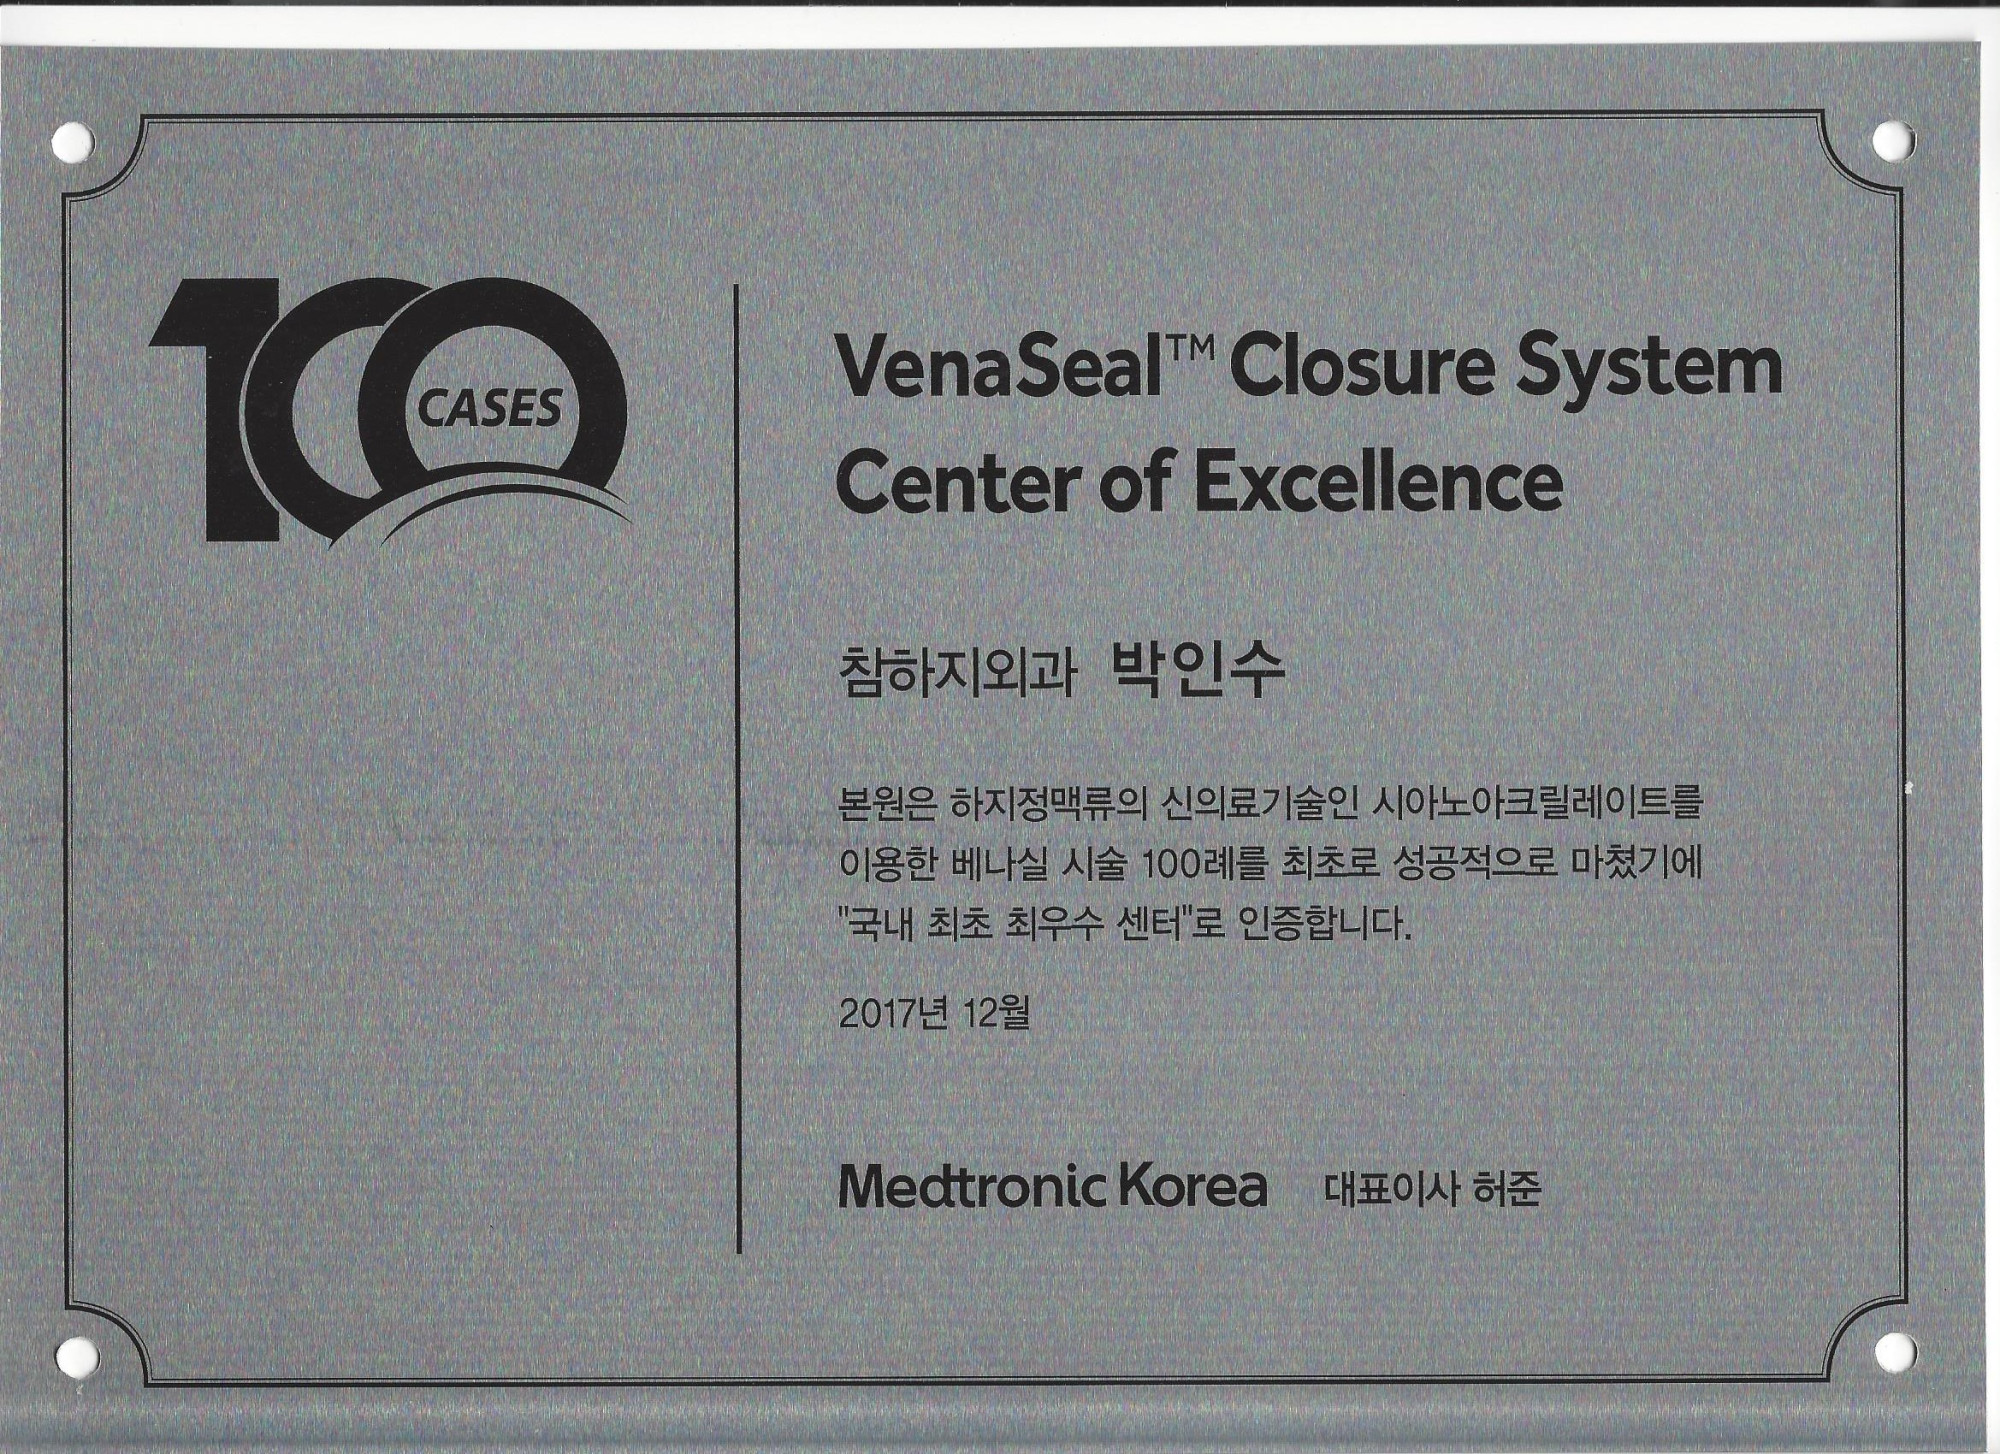 100
CASES
VenaSeal™ Closure System
Center of Excellence
참하지외과 박인수
본원은 하지정맥류의 신의료기술인 시아노아크릴레이트를
이용한 베나실 시술 100례를 최초로 성공적으로 마쳤기에
"국내 최초 최우수 센터"로 인증합니다.
2017년 12월
Medtronic Korea 대표이사 허준